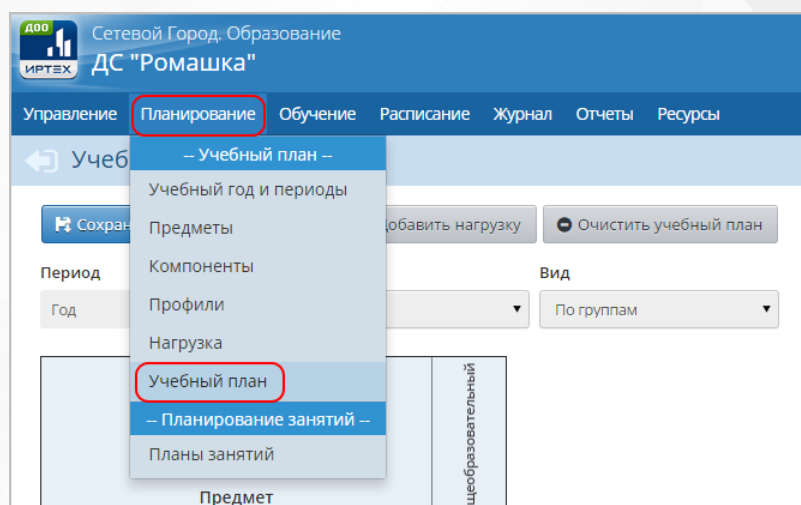 ДОО
ИРТЕХ
Сетевой Город. Образование
ДС "Ромашка"
Управление Планирование Обучение Расписание Журнал Отчеты Ресурсы
Учеб
-- Учебный план --
Учебный год и периоды
Предметы
Компоненты
Профили
Нагрузка
Учебный план
-- Планирование занятий --
Планы занятий
Сохран
обавить нагрузку
Очистить учебный план
Период
Вид
Год
По группам
Предмет
щеобразовательный